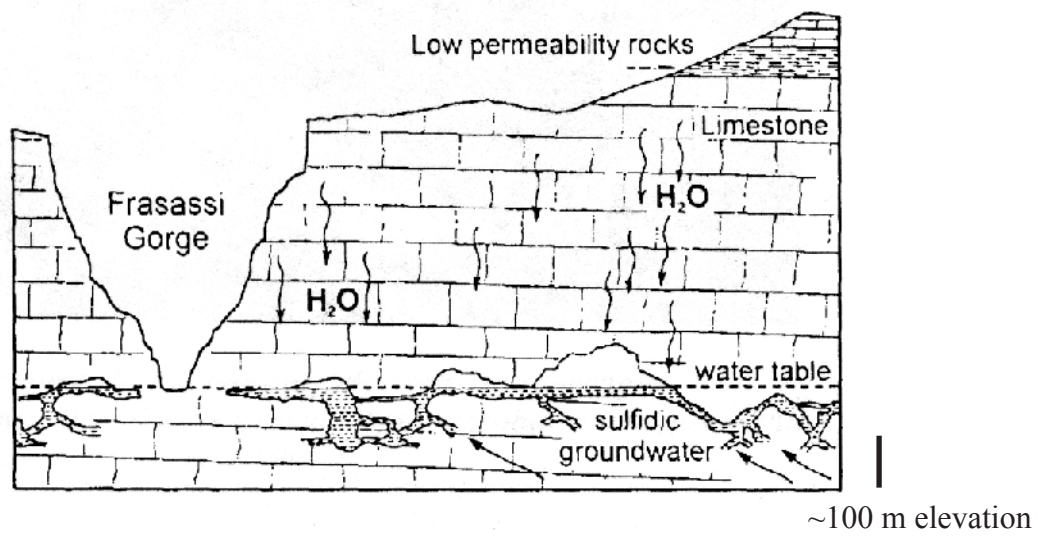 Low permeability rocks
Limestone
Frasassi
Gorge
H₂O
H₂O
water table
sulfidic
groundwater
~100 m elevation